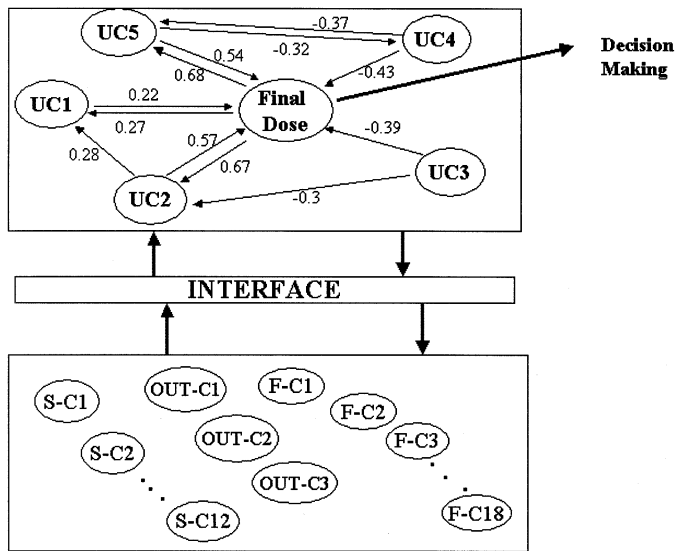 UC5
-0.37
-0.32
UC4
Decision
Making
0.54
0.68
-0.43
UC1
0.22
0.27
Final
Dose
-0.39
0.28
0.57
0.67
UC3
UC2
-0.3
INTERFACE
S-C1
OUT-C1
F-C1
F-C2
S-C2
OUT-C2
F-C3
OUT-C3
S-C12
F-C18